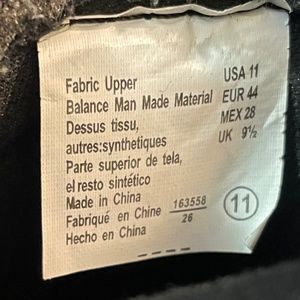 Fabric Upper USA 11
Balance Man Made Material EUR 44
Dessus tissu, MEX 28
autres:synthetiques UK 9½
Parte superior de tela,
el resto sintético
Made in China 163558
Fabriqué en Chine 26 11
Hecho en China